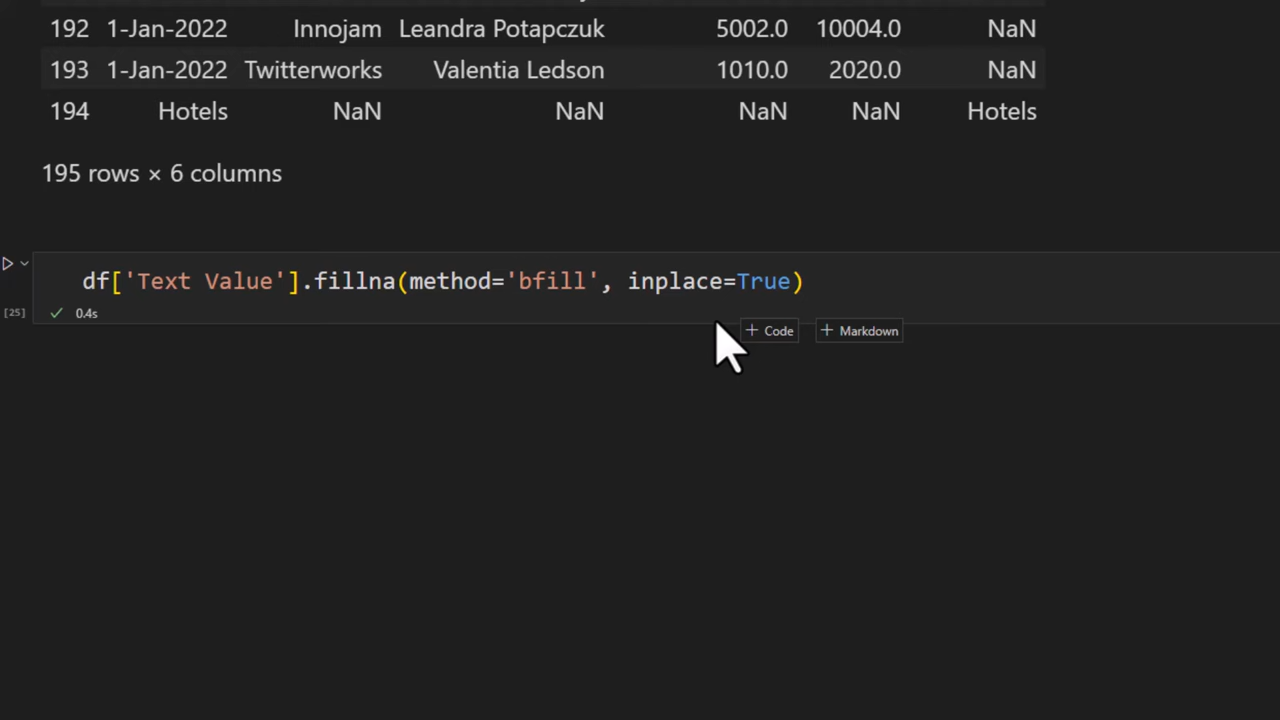 192 1-Jan-2022 Innojam Leandra Potapczuk 5002.0 10004.0 NaN
193 1-Jan-2022 Twitterworks Valentia Ledson 1010.0 2020.0 NaN
194 Hotels NaN NaN NaN NaN Hotels
195 rows × 6 columns
df['Text Value'].fillna(method='bfill', inplace=True)
[25] ✓ 0.4s
+ Code + Markdown